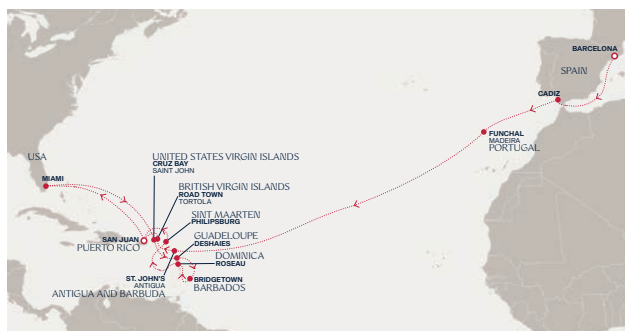 BARCELONA
SPAIN
CADIZ
FUNCHAL
MADEIRA
PORTUGAL
USA
MIAMI
UNITED STATES VIRGIN ISLANDS
CRUZ BAY
SAINT JOHN
BRITISH VIRGIN ISLANDS
ROAD TOWN
TORTOLA
SINT MAARTEN
PHILIPSBURG
SAN JUAN
PUERTO RICO
GUADELOUPE
DESHAIES
DOMINICA
ROSEAU
ST. JOHN'S
ANTIGUA
ANTIGUA AND BARBUDA
BRIDGETOWN
BARBADOS